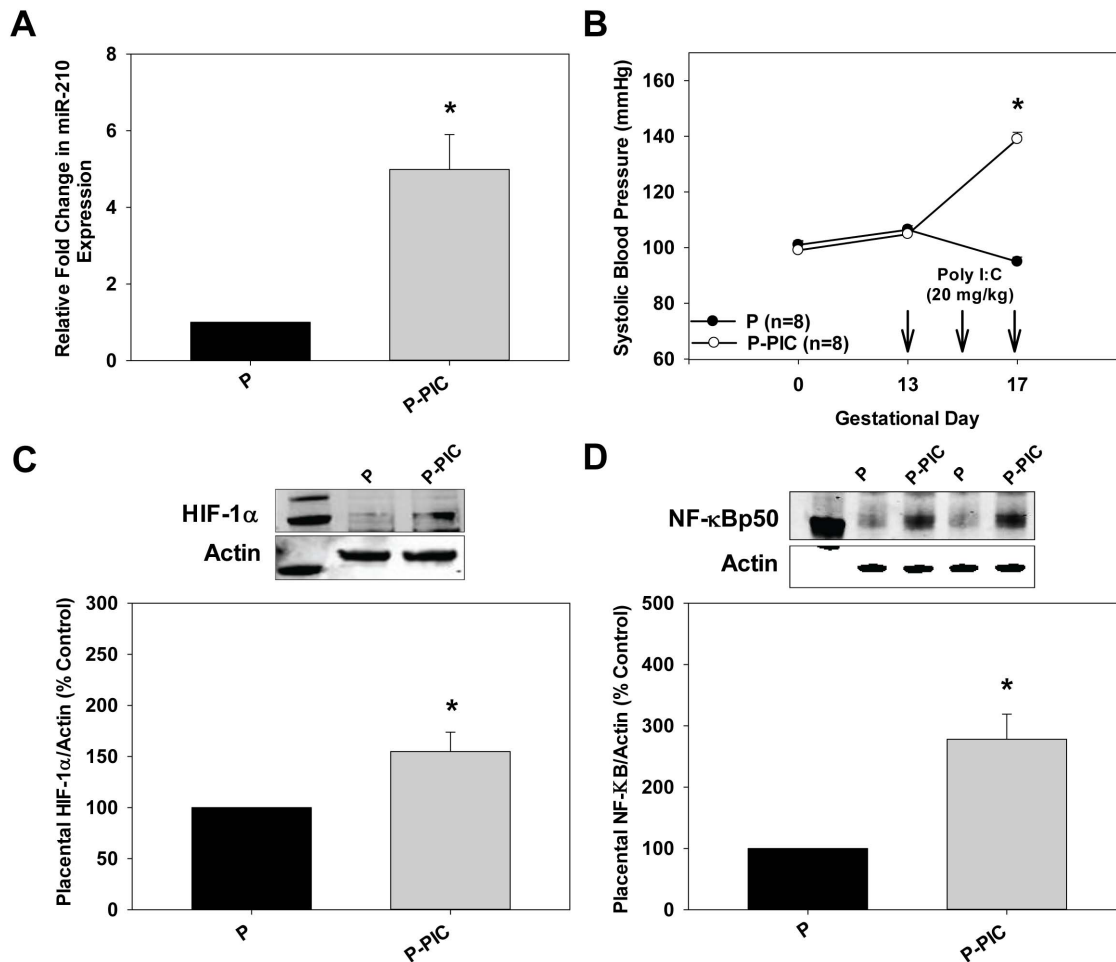 A
Relative Fold Change in miR-210
Expression
8
6
4
2
0
*
P
P-PIC
B
Systolic Blood Pressure (mmHg)
160
140
120
100
80
60
*
Poly I:C
(20 mg/kg)
P (n=8)
P-PIC (n=8)
0
13
17
Gestational Day
C
P
P-PIC
HIF-1α
Actin
Placental HIF-1α/Actin (% Control)
300
250
200
150
100
50
0
*
P
P-PIC
D
P
P-PIC
P
P-PIC
NF-κBp50
Actin
Placental NF-ΚB/Actin (% Control)
500
400
300
200
100
0
*
P
P-PIC